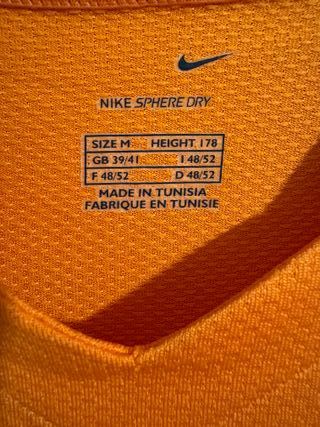 NIKE SPHERE DRY
SIZE M HEIGHT 178
GB 39/41 I 48/52
F 48/52 D 48/52
MADE IN TUNISIA
FABRIQUE EN TUNISIE